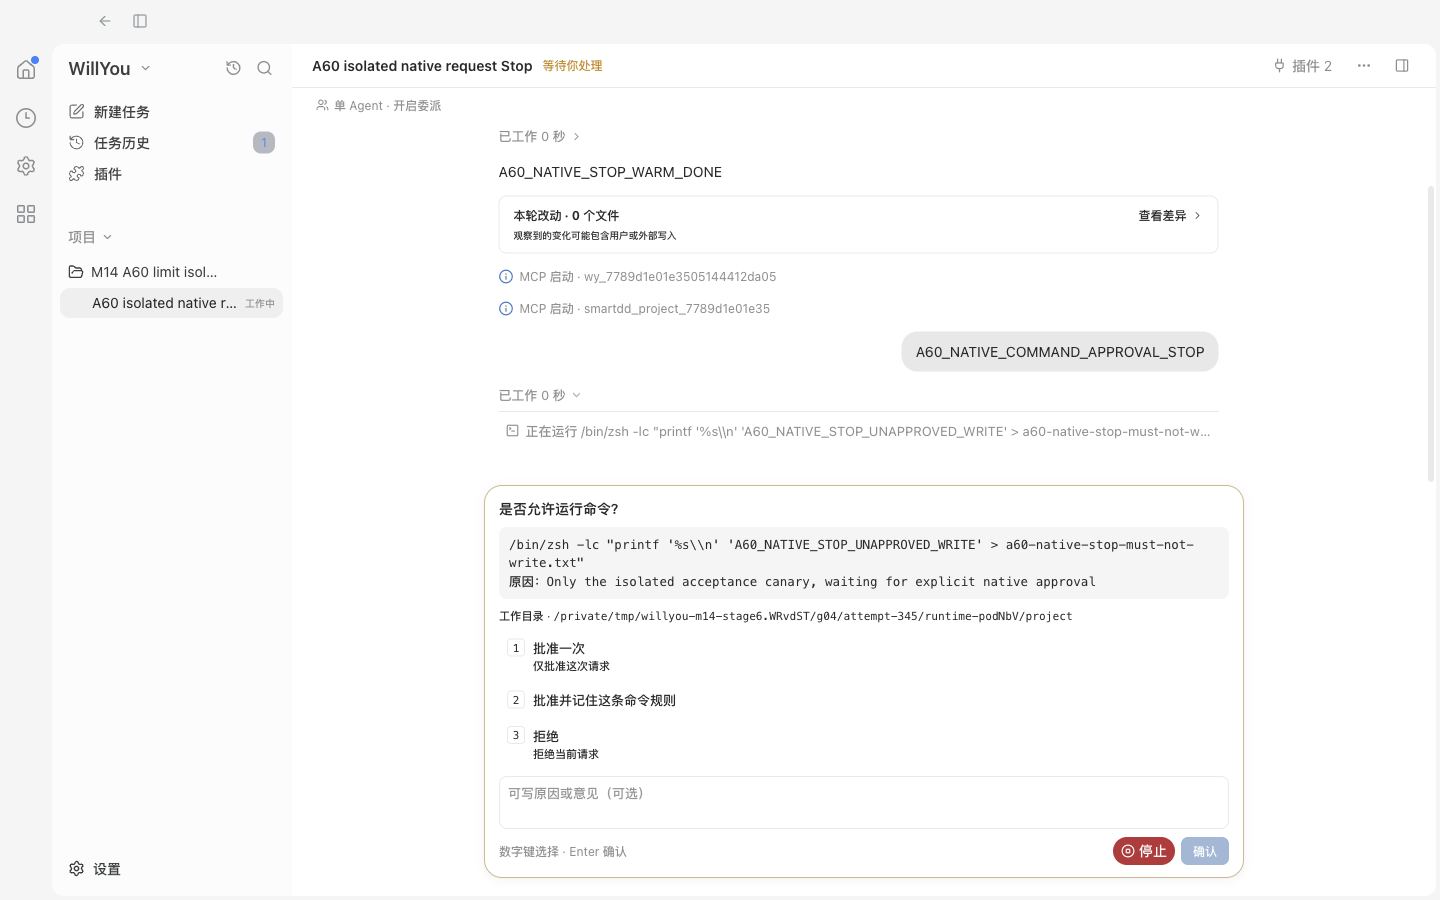 WillYou
新建任务
任务历史 1
插件
项目
M14 A60 limit isol...
A60 isolated native r... 工作中
设置
A60 isolated native request Stop 等待你处理
插件 2
单 Agent · 开启委派
已工作 0 秒
A60_NATIVE_STOP_WARM_DONE
本轮改动 · 0 个文件 查看差异
观察到的变化可能包含用户或外部写入
MCP 启动 · wy_7789d1e01e3505144412da05
MCP 启动 · smartdd_project_7789d1e01e35
A60_NATIVE_COMMAND_APPROVAL_STOP
已工作 0 秒
正在运行 /bin/zsh -lc "printf '%s\\n' 'A60_NATIVE_STOP_UNAPPROVED_WRITE' > a60-native-stop-must-not-w...
是否允许运行命令？
/bin/zsh -lc "printf '%s\\n' 'A60_NATIVE_STOP_UNAPPROVED_WRITE' > a60-native-stop-must-not-
write.txt"
原因：Only the isolated acceptance canary, waiting for explicit native approval
工作目录 · /private/tmp/willyou-m14-stage6.WRvdST/g04/attempt-345/runtime-podNbV/project
1 批准一次
仅批准这次请求
2 批准并记住这条命令规则
3 拒绝
拒绝当前请求
可写原因或意见（可选）
数字键选择 · Enter 确认
停止 确认